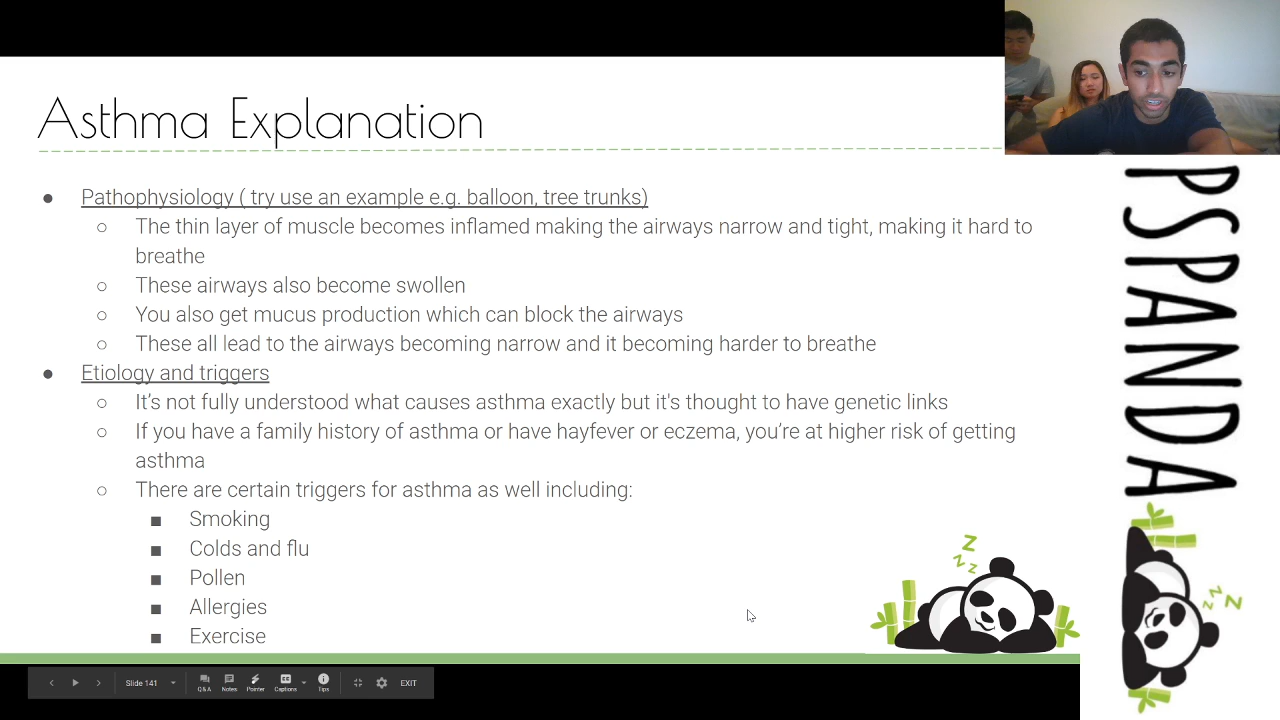 Asthma Explanation
● Pathophysiology ( try use an example e.g. balloon, tree trunks)
○ The thin layer of muscle becomes inflamed making the airways narrow and tight, making it hard to
breathe
○ These airways also become swollen
○ You also get mucus production which can block the airways
○ These all lead to the airways becoming narrow and it becoming harder to breathe
● Etiology and triggers
○ It’s not fully understood what causes asthma exactly but it's thought to have genetic links
○ If you have a family history of asthma or have hayfever or eczema, you’re at higher risk of getting
asthma
○ There are certain triggers for asthma as well including:
■ Smoking
■ Colds and flu
■ Pollen
■ Allergies
■ Exercise
z z z
PSPANDA
z z z
Slide 141
Q&A
Notes
Pointer
CC
Captions
Tips
EXIT